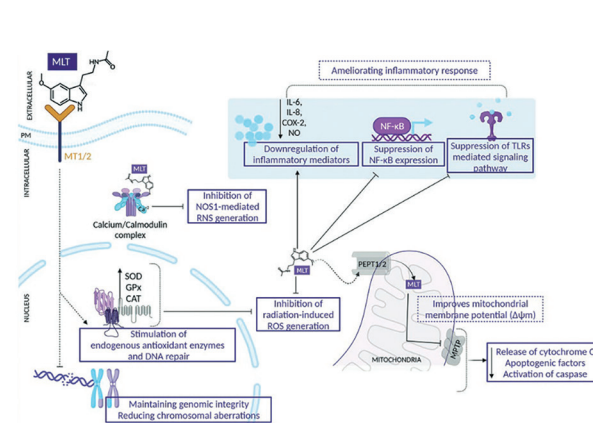 MLT
HN
O
O
N
H
EXTRACELLULAR
PM
INTRACELLULAR
MT1/2
NUCLEUS
Ameliorating inflammatory response
IL-6,
IL-8,
COX-2,
NO
NF-κB
Downregulation of
inflammatory mediators
Suppression of
NF-κB expression
Suppression of TLRs
mediated signaling
pathway
MLT
Calcium/Calmodulin
complex
Inhibition of
NOS1-mediated
RNS generation
SOD
GPx
CAT
Stimulation of
endogenous antioxidant enzymes
and DNA repair
MLT
Inhibition of
radiation-induced
ROS generation
PEPT1/2
MLT
Improves mitochondrial
membrane potential (Δψm)
MITOCHONDRIA
MPTP
Release of cytochrome C
Apoptogenic factors
Activation of caspase
Maintaining genomic integrity
Reducing chromosomal aberrations